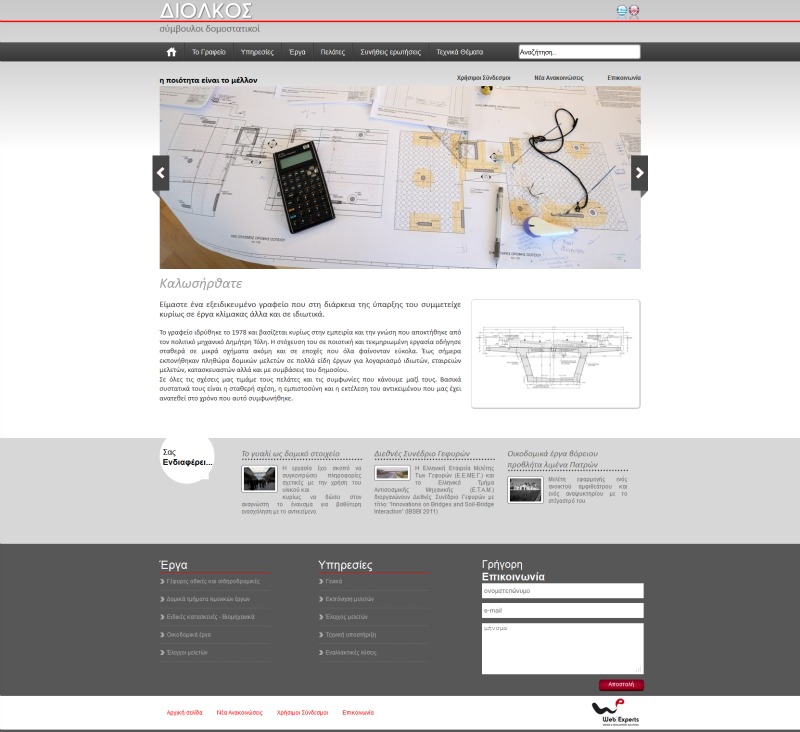 ΔΙΟΛΚΟΣ
σύμβουλοι δομοστατικοί
Το Γραφείο Υπηρεσίες Έργα Πελάτες Συνήθεις ερωτήσεις Τεχνικά Θέματα Αναζήτηση..
η ποιότητα είναι το μέλλον
Χρήσιμοι Σύνδεσμοι Νέα Ανακοινώσεις Επικοινωνία
Καλωσήρθατε
Είμαστε ένα εξειδικευμένο γραφείο που στη διάρκεια της ύπαρξης του συμμετείχε
κυρίως σε έργα κλίμακας άλλα και σε ιδιωτικά.
Το γραφείο ιδρύθηκε το 1978 και βασίζεται κυρίως στην εμπειρία και την γνώση που αποκτήθηκε από
τον πολιτικό μηχανικό Δημήτρη Τόλη. Η στόχευση του σε ποιοτική και τεκμηριωμένη εργασία οδήγησε
σταθερά σε μικρά σχήματα ακόμη και σε εποχές που όλα φαίνονταν εύκολα. Έως σήμερα
εκπονήθηκαν πληθώρα δομικών μελετών σε πολλά είδη έργων για λογαριασμό ιδιωτών, εταιρειών
μελετών, κατασκευαστών αλλά και με συμβάσεις του δημοσίου.
Σε όλες τις σχέσεις μας τιμάμε τους πελάτες και τις συμφωνίες που κάνουμε μαζί τους. Βασικά
συστατικά τους είναι η σταθερή σχέση, η εμπιστοσύνη και η εκτέλεση του αντικειμένου που μας έχει
ανατεθεί στο χρόνο που αυτό συμφωνήθηκε.
Σας
Ενδιαφέρει...
Το γυαλί ως δομικό στοιχείο
Η εργασία έχει σκοπό να
συγκεντρώσει πληροφορίες
σχετικές με την χρήση του
υλικού και
κυρίως να δώσει στον
αναγνώστη το έναυσμα για βαθύτερη
ενασχόληση με το αντικείμενο.
Διεθνές Συνέδριο Γεφυρών
Η Ελληνική Εταιρεία Μελέτης
Των Γεφυρών (Ε.Ε.ΜΕ.Γ.) και
το Ελληνικό Τμήμα
Αντισεισμικής Μηχανικής (Ε.Τ.Α.Μ.)
διοργανώνουν Διεθνές Συνέδριο Γεφυρών με
τίτλο: "Innovations on Bridges and Soil-Bridge
Interaction" (IBSBI 2011)
Οικοδομικά έργα βόρειου
προβλήτα λιμένα Πατρών
Μελέτη εφαρμογής ενός
ανοικτού αμφιθεάτρου και
ενός αναψυκτηρίου με το
στέγαστρό του.
Έργα
Γέφυρες οδικές και σιδηροδρομικές
Δομικά τμήματα λιμενικών έργων
Ειδικές κατασκευές - Βιομηχανικά
Οικοδομικά έργα
Έλεγχοι μελετών
Υπηρεσίες
Γενικά
Εκπόνηση μελετών
Έλεγχος μελετών
Τεχνική υποστήριξη
Εναλλακτικές λύσεις
Γρήγορη
Επικοινωνία
ονοματεπώνυμο
e-mail
μήνυμα
Αποστολή
Αρχική σελίδα Νέα Ανακοινώσεις Χρήσιμοι Σύνδεσμοι Επικοινωνία
Web Experts